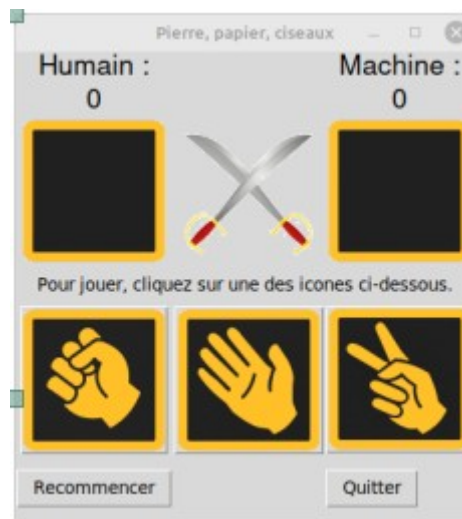 Pierre, papier, ciseaux
Humain :
Machine :
0
0
Pour jouer, cliquez sur une des icones ci-dessous.
Recommencer
Quitter